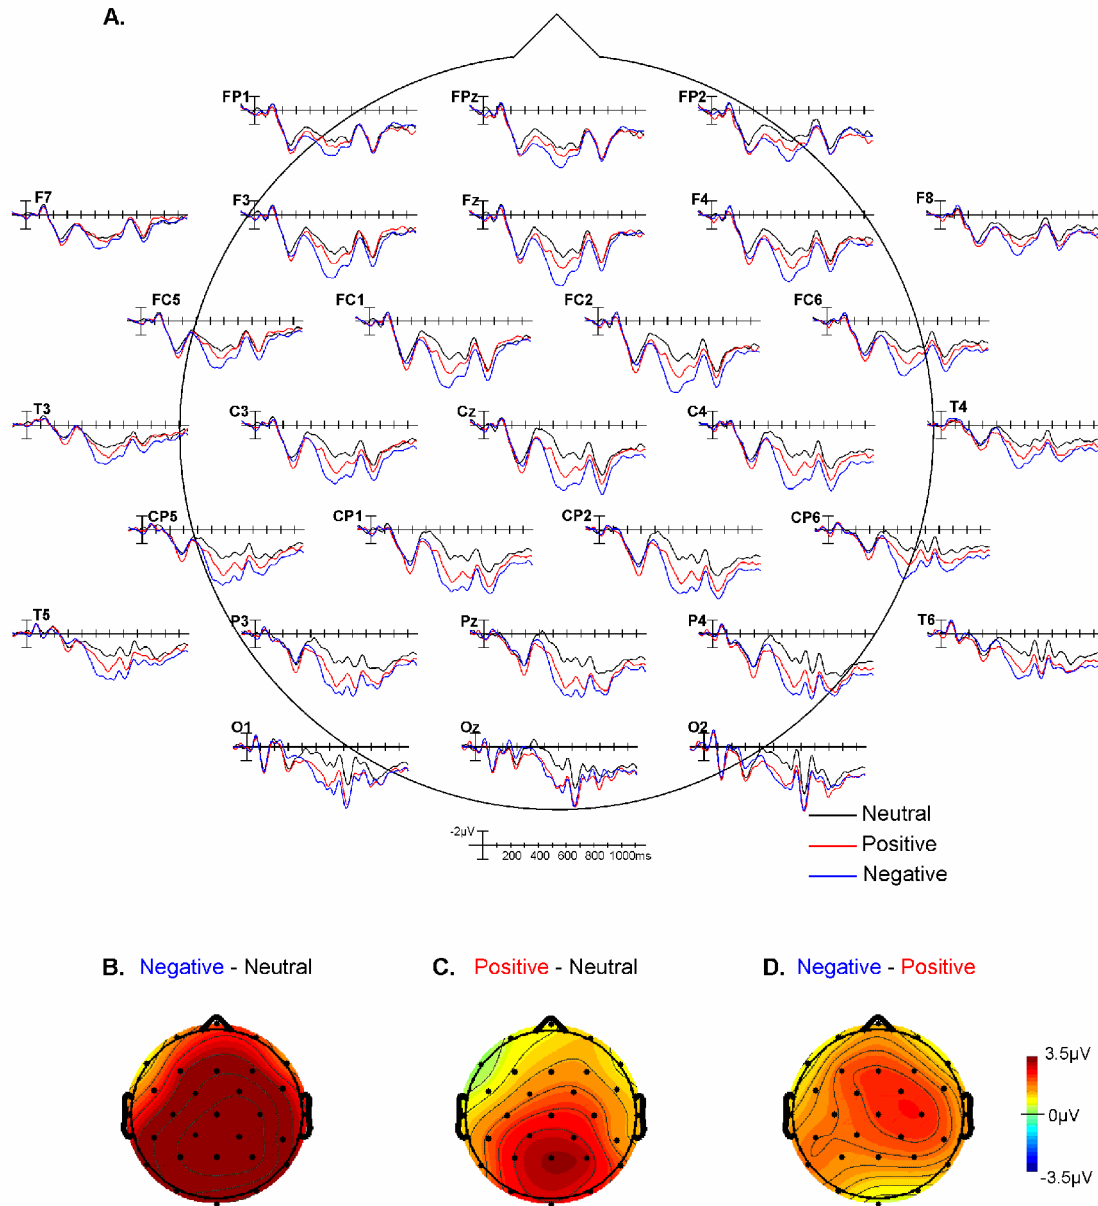 A.
FP1 FPz FP2
F7 F3 Fz F4 F8
FC5 FC1 FC2 FC6
T3 C3 Cz C4 T4
CP5 CP1 CP2 CP6
T5 P3 Pz P4 T6
O1 Oz O2
-2µV
200 400 600 800 1000ms
Neutral
Positive
Negative
B. Negative - Neutral
C. Positive - Neutral
D. Negative - Positive
3.5µV
0µV
-3.5µV